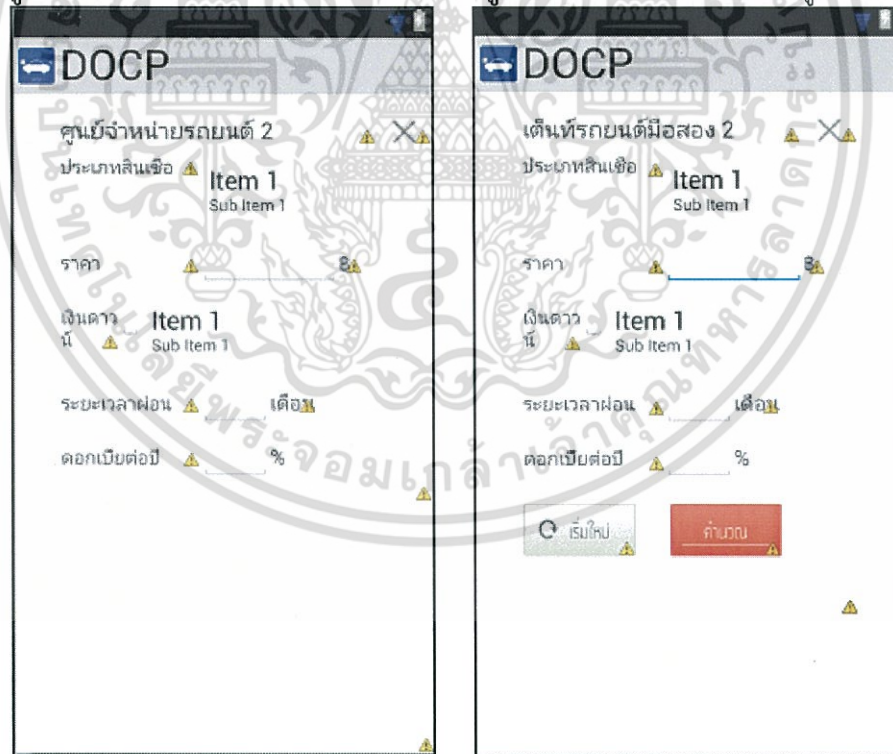 DOCP
ศูนย์จำหน่ายรถยนต์ 2
ประเภทสินเชื่อ
Item 1
Sub Item 1
ราคา
B
เงินดาว
น์
Item 1
Sub Item 1
ระยะเวลาผ่อน
เดือน
ดอกเบี้ยต่อปี
%
DOCP
เต็นท์รถยนต์มือสอง 2
ประเภทสินเชื่อ
Item 1
Sub Item 1
ราคา
B
เงินดาว
น์
Item 1
Sub Item 1
ระยะเวลาผ่อน
เดือน
ดอกเบี้ยต่อปี
%
เริ่มใหม่
คำนวณ